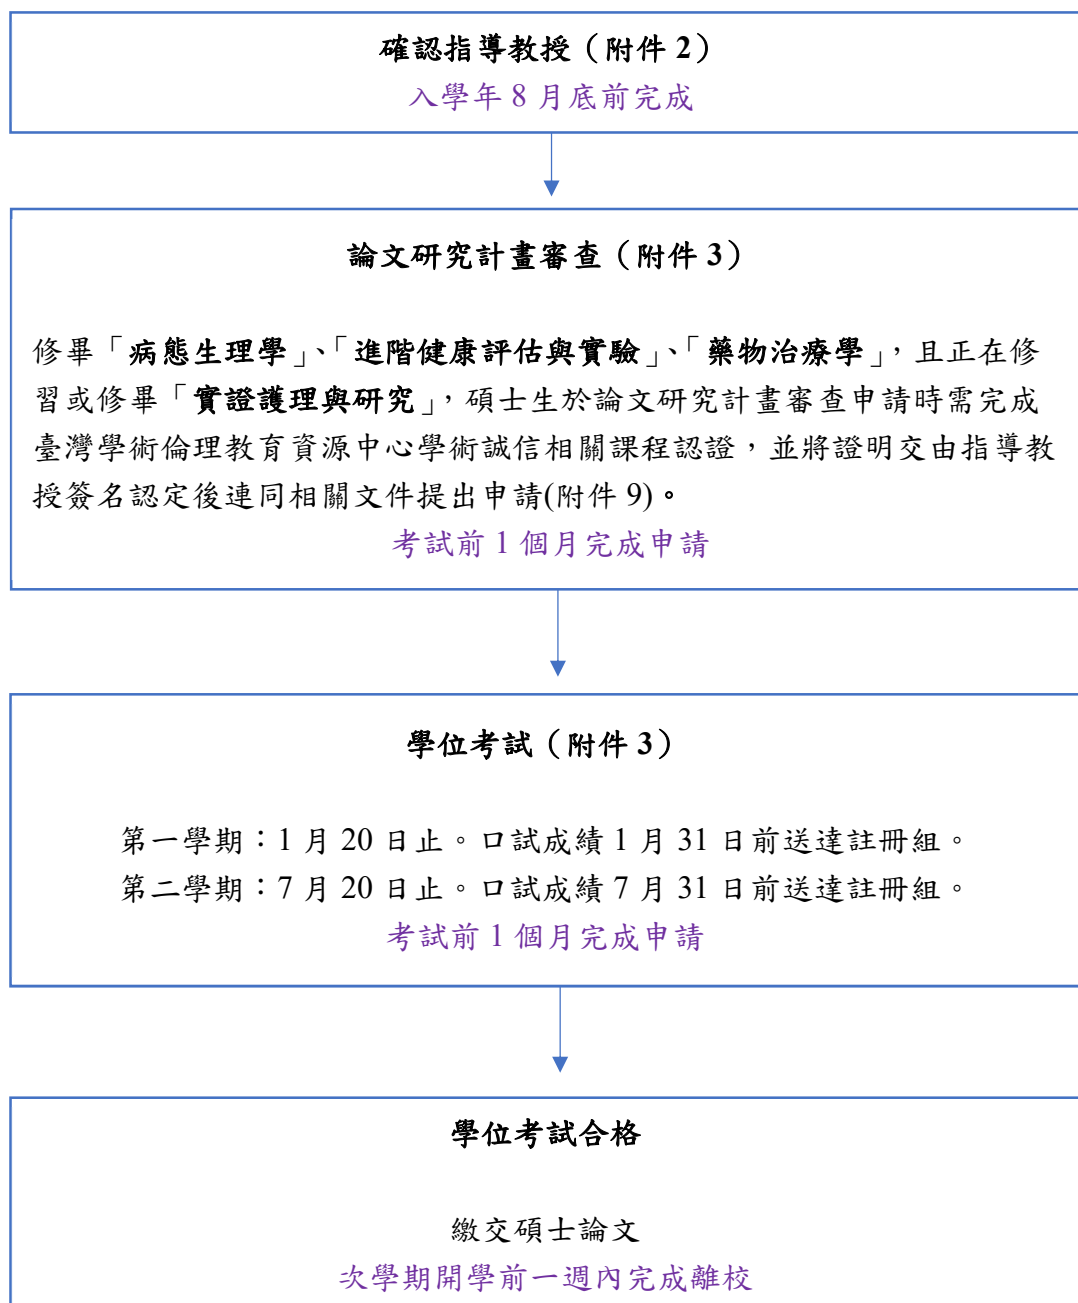 確認指導教授（附件 2）
入學年 8 月底前完成
論文研究計畫審查（附件 3）
修畢「病態生理學」、「進階健康評估與實驗」、「藥物治療學」，且正在修
習或修畢「實證護理與研究」，碩士生於論文研究計畫審查申請時需完成
臺灣學術倫理教育資源中心學術誠信相關課程認證，並將證明交由指導教
授簽名認定後連同相關文件提出申請(附件 9)。
考試前 1 個月完成申請
學位考試（附件 3）
第一學期：1 月 20 日止。口試成績 1 月 31 日前送達註冊組。
第二學期：7 月 20 日止。口試成績 7 月 31 日前送達註冊組。
考試前 1 個月完成申請
學位考試合格
繳交碩士論文
次學期開學前一週內完成離校